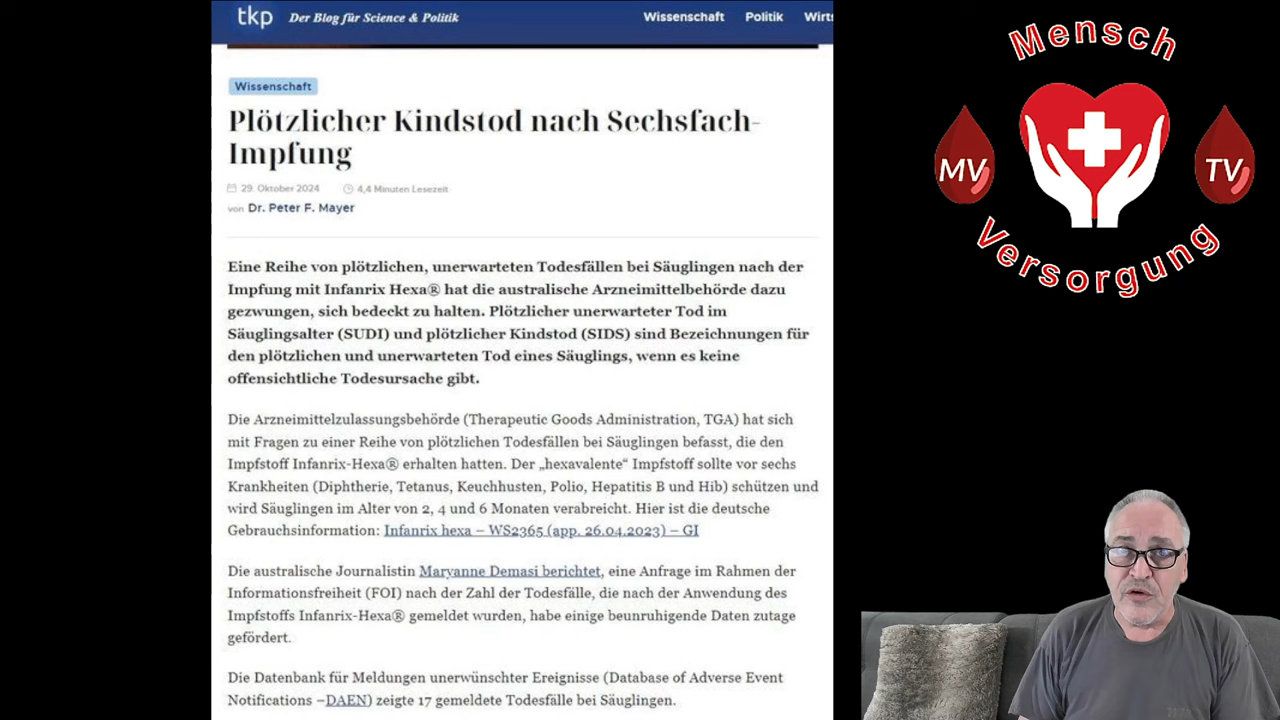 tkp Der Blog für Science & Politik Wissenschaft Politik Wirts
Wissenschaft
Plötzlicher Kindstod nach Sechsfach-
Impfung
29. Oktober 2024 4,4 Minuten Lesezeit
von Dr. Peter F. Mayer
Eine Reihe von plötzlichen, unerwarteten Todesfällen bei Säuglingen nach der
Impfung mit Infanrix Hexa® hat die australische Arzneimittelbehörde dazu
gezwungen, sich bedeckt zu halten. Plötzlicher unerwarteter Tod im
Säuglingsalter (SUDI) und plötzlicher Kindstod (SIDS) sind Bezeichnungen für
den plötzlichen und unerwarteten Tod eines Säuglings, wenn es keine
offensichtliche Todesursache gibt.
Die Arzneimittelzulassungsbehörde (Therapeutic Goods Administration, TGA) hat sich
mit Fragen zu einer Reihe von plötzlichen Todesfällen bei Säuglingen befasst, die den
Impfstoff Infanrix-Hexa® erhalten hatten. Der „hexavalente“ Impfstoff sollte vor sechs
Krankheiten (Diphtherie, Tetanus, Keuchhusten, Polio, Hepatitis B und Hib) schützen und
wird Säuglingen im Alter von 2, 4 und 6 Monaten verabreicht. Hier ist die deutsche
Gebrauchsinformation: Infanrix hexa – WS2365 (app. 26.04.2023) – GI
Die australische Journalistin Maryanne Demasi berichtet, eine Anfrage im Rahmen der
Informationsfreiheit (FOI) nach der Zahl der Todesfälle, die nach der Anwendung des
Impfstoffs Infanrix-Hexa® gemeldet wurden, habe einige beunruhigende Daten zutage
gefördert.
Die Datenbank für Meldungen unerwünschter Ereignisse (Database of Adverse Event
Notifications –DAEN) zeigte 17 gemeldete Todesfälle bei Säuglingen.
Mensch
MV
TV
Versorgung